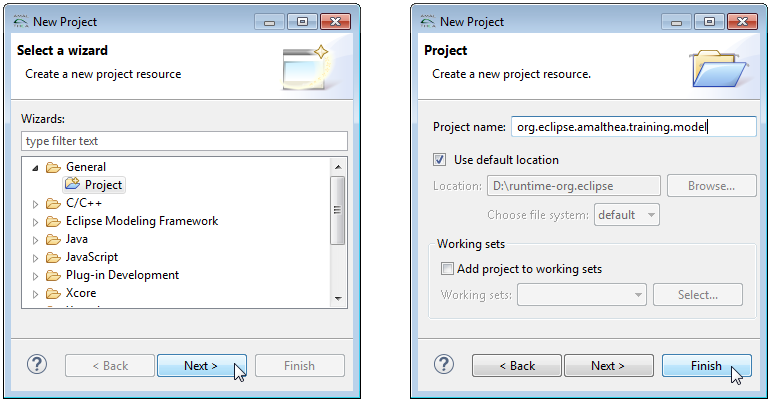 New Project
Select a wizard
Create a new project resource
Wizards:
type filter text
General
Project
C/C++
Eclipse Modeling Framework
Java
JavaScript
Plug-in Development
Xcore
< Back
Next >
Finish
New Project
Project
Create a new project resource.
Project name: org.eclipse.amalthea.training.model
Use default location
Location: D:\runtime-org.eclipse Browse...
Choose file system: default
Working sets
Add project to working sets
Working sets: Select...
< Back
Next >
Finish